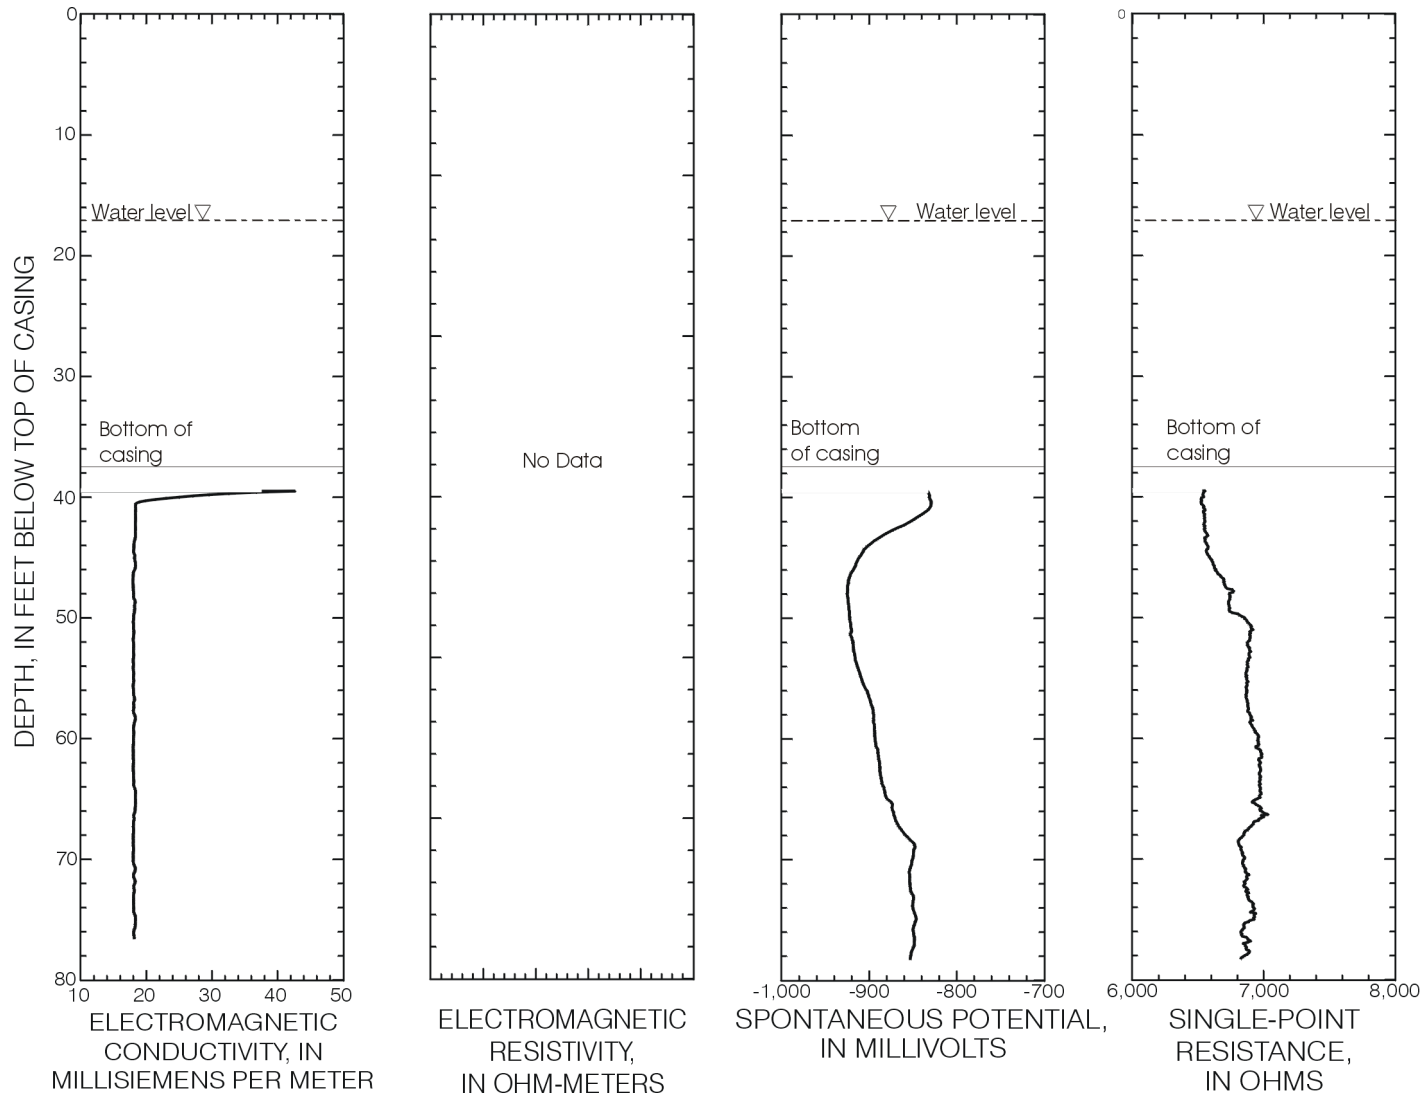 DEPTH, IN FEET BELOW TOP OF CASING
0
10
20
30
40
50
60
70
80
Water level
Bottom of
casing
10 20 30 40 50
ELECTROMAGNETIC
CONDUCTIVITY, IN
MILLISIEMENS PER METER
No Data
ELECTROMAGNETIC
RESISTIVITY,
IN OHM-METERS
Water level
Bottom
of casing
-1,000 -900 -800 -700
SPONTANEOUS POTENTIAL,
IN MILLIVOLTS
0
Water level
Bottom of
casing
6,000 7,000 8,000
SINGLE-POINT
RESISTANCE,
IN OHMS